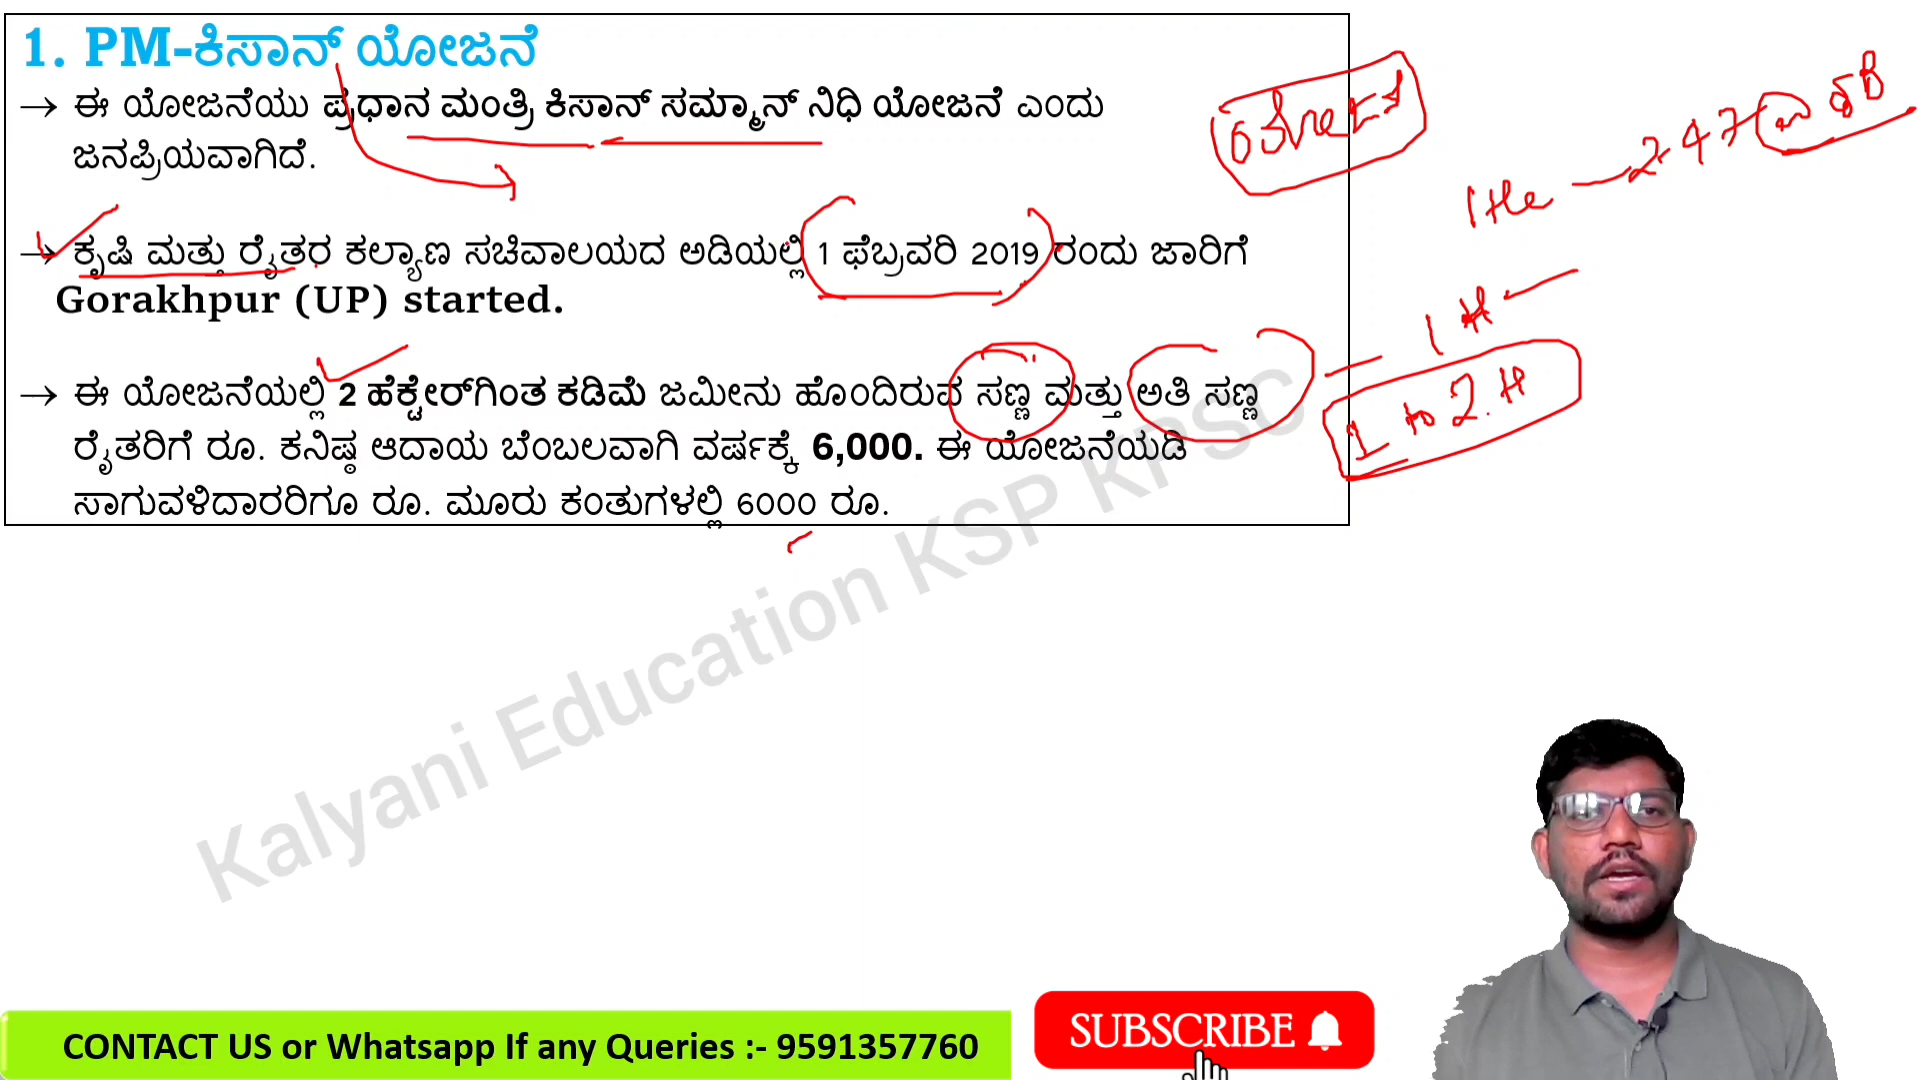 1. PM-ಕಿಸಾನ್ ಯೋಜನೆ
→ ಈ ಯೋಜನೆಯು ಪ್ರಧಾನ ಮಂತ್ರಿ ಕಿಸಾನ್ ಸಮ್ಮಾನ್ ನಿಧಿ ಯೋಜನೆ ಎಂದು
ಜನಪ್ರಿಯವಾಗಿದೆ.
→ ಕೃಷಿ ಮತ್ತು ರೈತರ ಕಲ್ಯಾಣ ಸಚಿವಾಲಯದ ಅಡಿಯಲ್ಲಿ 1 ಫೆಬ್ರವರಿ 2019 ರಂದು ಜಾರಿಗೆ
Gorakhpur (UP) started.
→ ಈ ಯೋಜನೆಯಲ್ಲಿ 2 ಹೆಕ್ಟೇರ್‌ಗಿಂತ ಕಡಿಮೆ ಜಮೀನು ಹೊಂದಿರುವ ಸಣ್ಣ ಮತ್ತು ಅತಿ ಸಣ್ಣ
ರೈತರಿಗೆ ರೂ. ಕನಿಷ್ಠ ಆದಾಯ ಬೆಂಬಲವಾಗಿ ವರ್ಷಕ್ಕೆ 6,000. ಈ ಯೋಜನೆಯಡಿ
ಸಾಗುವಳಿದಾರರಿಗೂ ರೂ. ಮೂರು ಕಂತುಗಳಲ್ಲಿ 6000 ರೂ.
1 He — 2.47
1 H
1 to 2.H
Kalyani Education KSP KPSC
CONTACT US or Whatsapp If any Queries :- 9591357760
SUBSCRIBE